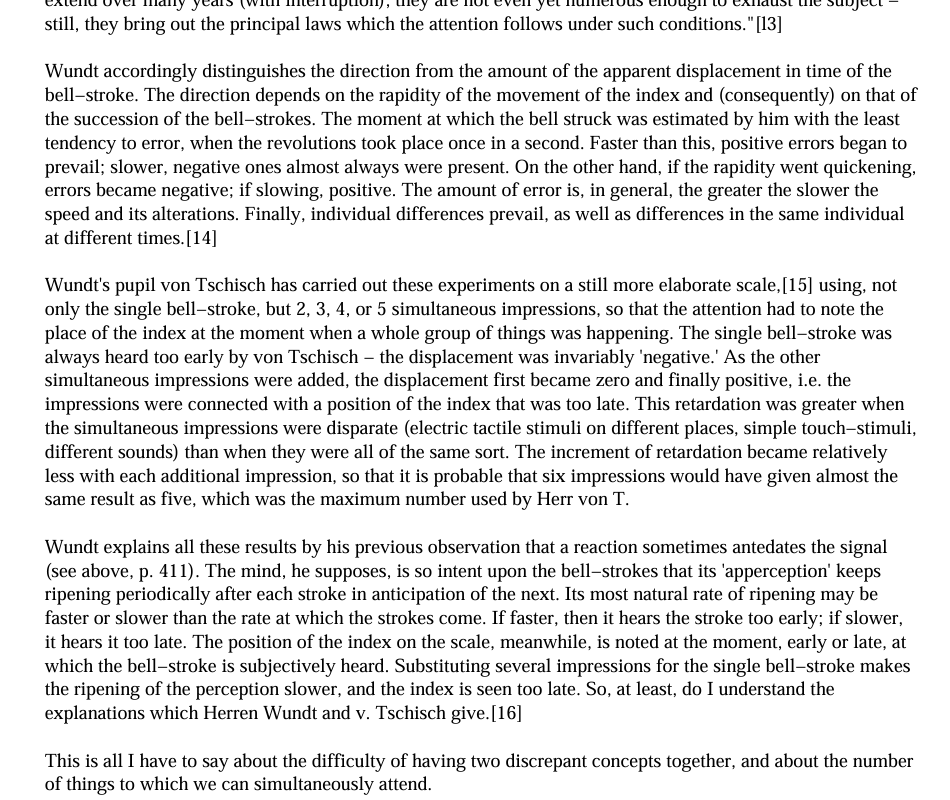 extend over many years (with interruption), they are not even yet numerous enough to exhaust the subject –
still, they bring out the principal laws which the attention follows under such conditions."[l3]
Wundt accordingly distinguishes the direction from the amount of the apparent displacement in time of the
bell–stroke. The direction depends on the rapidity of the movement of the index and (consequently) on that of
the succession of the bell–strokes. The moment at which the bell struck was estimated by him with the least
tendency to error, when the revolutions took place once in a second. Faster than this, positive errors began to
prevail; slower, negative ones almost always were present. On the other hand, if the rapidity went quickening,
errors became negative; if slowing, positive. The amount of error is, in general, the greater the slower the
speed and its alterations. Finally, individual differences prevail, as well as differences in the same individual
at different times.[14]
Wundt's pupil von Tschisch has carried out these experiments on a still more elaborate scale,[15] using, not
only the single bell–stroke, but 2, 3, 4, or 5 simultaneous impressions, so that the attention had to note the
place of the index at the moment when a whole group of things was happening. The single bell–stroke was
always heard too early by von Tschisch – the displacement was invariably 'negative.' As the other
simultaneous impressions were added, the displacement first became zero and finally positive, i.e. the
impressions were connected with a position of the index that was too late. This retardation was greater when
the simultaneous impressions were disparate (electric tactile stimuli on different places, simple touch–stimuli,
different sounds) than when they were all of the same sort. The increment of retardation became relatively
less with each additional impression, so that it is probable that six impressions would have given almost the
same result as five, which was the maximum number used by Herr von T.
Wundt explains all these results by his previous observation that a reaction sometimes antedates the signal
(see above, p. 411). The mind, he supposes, is so intent upon the bell–strokes that its 'apperception' keeps
ripening periodically after each stroke in anticipation of the next. Its most natural rate of ripening may be
faster or slower than the rate at which the strokes come. If faster, then it hears the stroke too early; if slower,
it hears it too late. The position of the index on the scale, meanwhile, is noted at the moment, early or late, at
which the bell–stroke is subjectively heard. Substituting several impressions for the single bell–stroke makes
the ripening of the perception slower, and the index is seen too late. So, at least, do I understand the
explanations which Herren Wundt and v. Tschisch give.[16]
This is all I have to say about the difficulty of having two discrepant concepts together, and about the number
of things to which we can simultaneously attend.